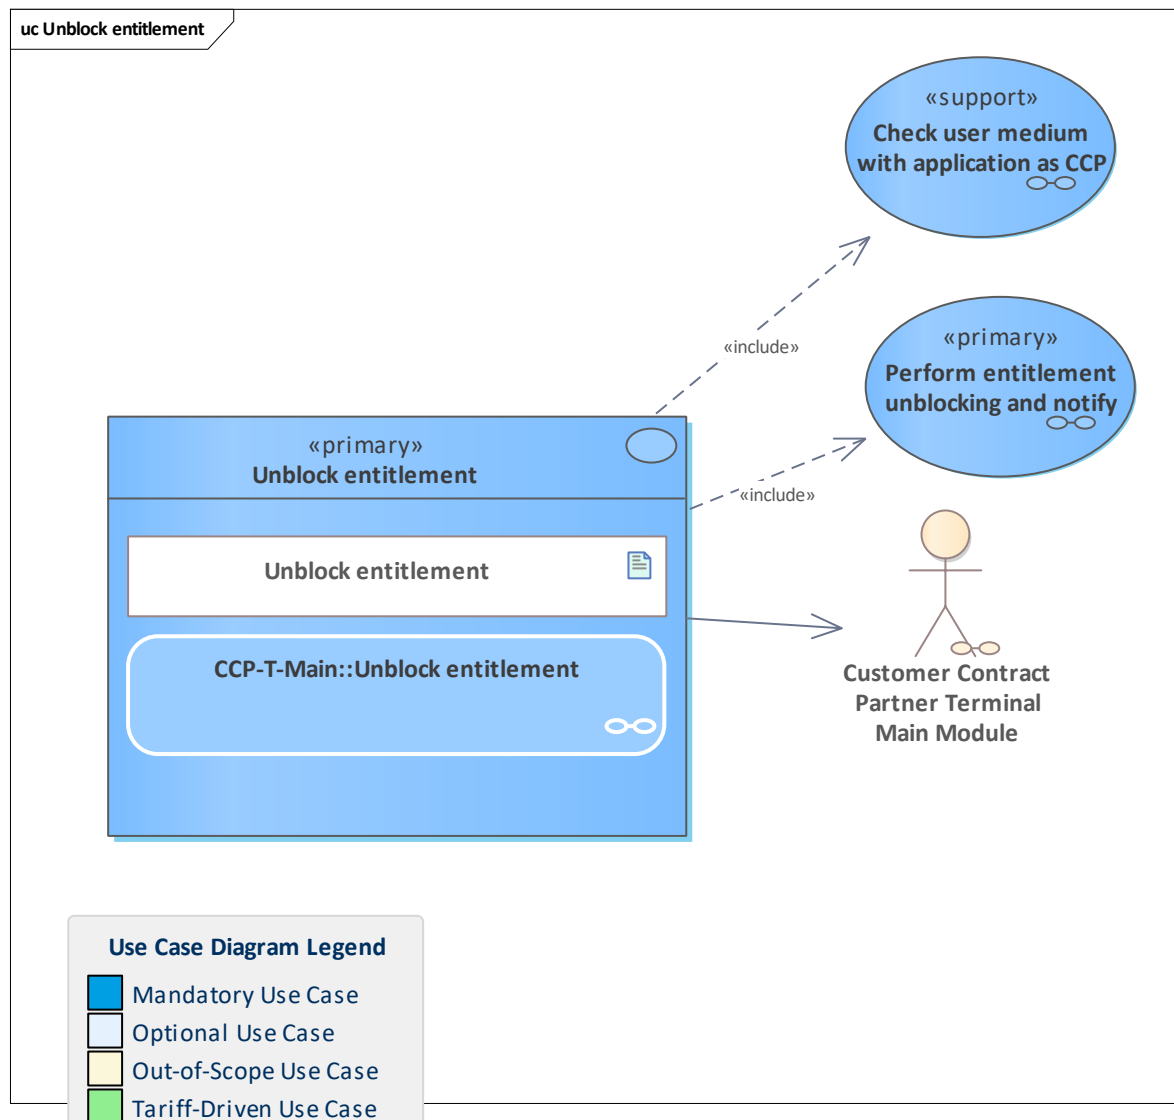 uc Unblock entitlement
«support»
Check user medium
with application as CCP
«include»
«primary»
Perform entitlement
unblocking and notify
«include»
«primary»
Unblock entitlement
Unblock entitlement
CCP-T-Main::Unblock entitlement
Customer Contract
Partner Terminal
Main Module
Use Case Diagram Legend
Mandatory Use Case
Optional Use Case
Out-of-Scope Use Case
Tariff-Driven Use Case